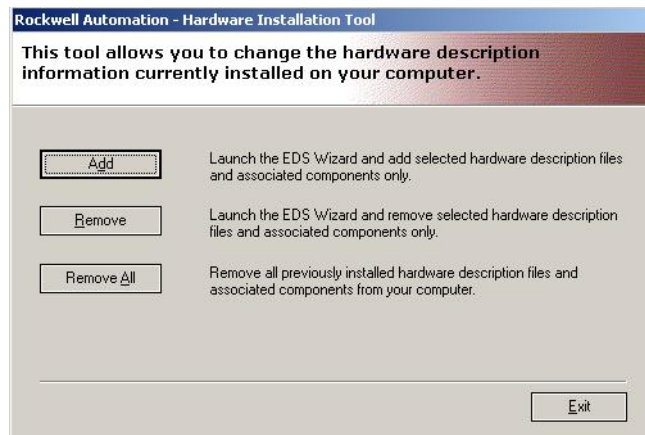 Rockwell Automation - Hardware Installation Tool
This tool allows you to change the hardware description
information currently installed on your computer.
Add
Launch the EDS Wizard and add selected hardware description files
and associated components only.
Remove
Launch the EDS Wizard and remove selected hardware description
files and associated components only.
Remove All
Remove all previously installed hardware description files and
associated components from your computer.
Exit